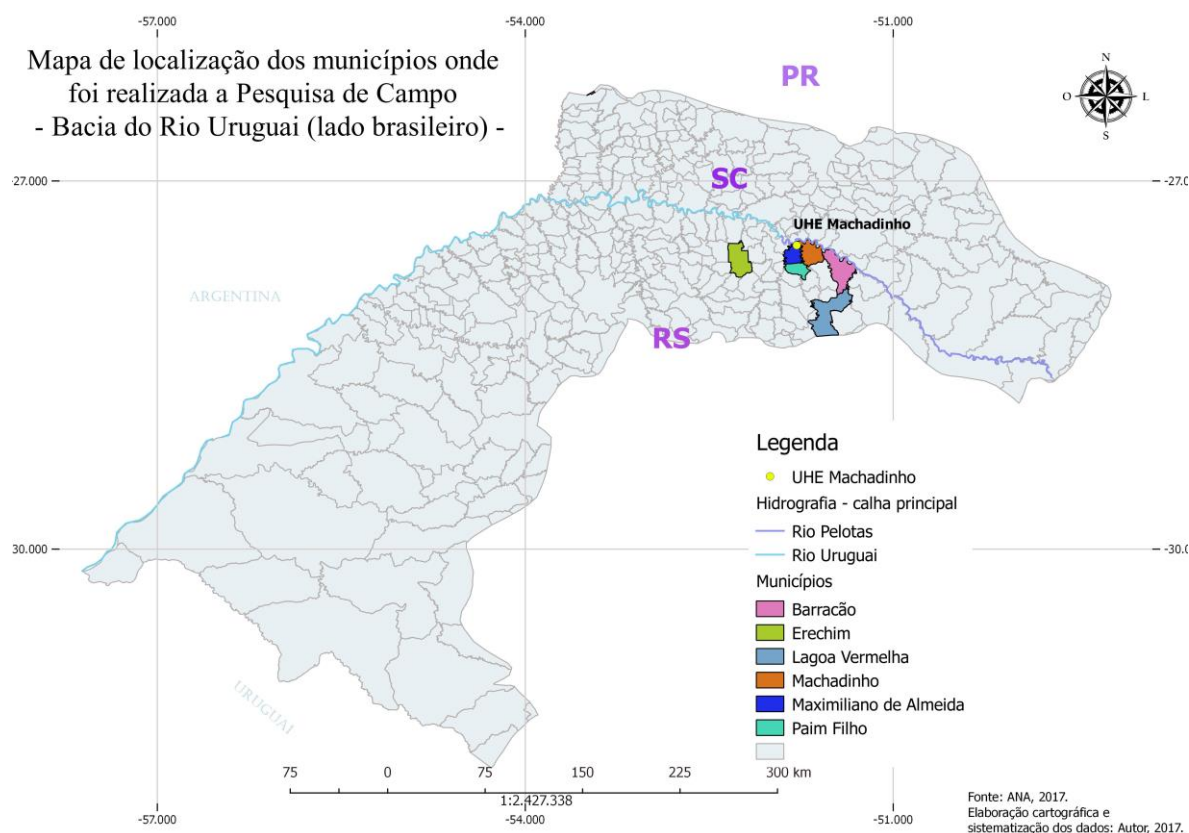 -57.000
-54.000
-51.000
Mapa de localização dos municípios onde
foi realizada a Pesquisa de Campo
- Bacia do Rio Uruguai (lado brasileiro) -
PR
N
O
L
S
-27.000
-27.0
SC
UHE Machadinho
ARGENTINA
RS
Legenda
UHE Machadinho
Hidrografia - calha principal
Rio Pelotas
Rio Uruguai
30.000
-30.0
Municípios
Barracão
Erechim
Lagoa Vermelha
Machadinho
Maximiliano de Almeida
Paim Filho
URUGUAI
75
0
75
150
225
300 km
1:2.427.338
-57.000
-54.000
-51.000
Fonte: ANA, 2017.
Elaboração cartográfica e
sistematização dos dados: Autor, 2017.